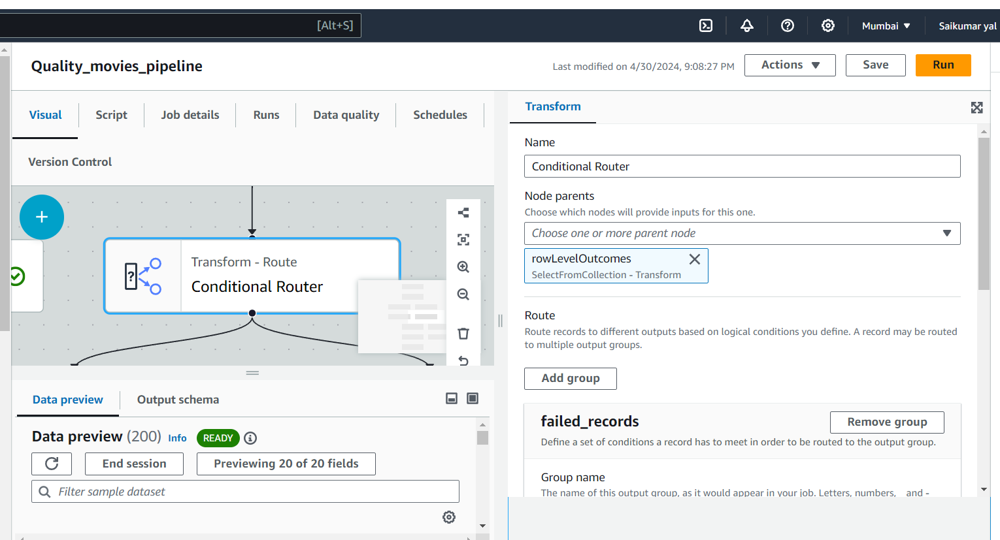 [Alt+S]
Mumbai ▼
Saikumar yal
Quality_movies_pipeline
Last modified on 4/30/2024, 9:08:27 PM
Actions ▼
Save
Run
Visual
Script
Job details
Runs
Data quality
Schedules
Version Control
Transform - Route
Conditional Router
Data preview
Output schema
Data preview (200) Info READY
End session
Previewing 20 of 20 fields
Filter sample dataset
Transform
Name
Conditional Router
Node parents
Choose which nodes will provide inputs for this one.
Choose one or more parent node
rowLevelOutcomes
SelectFromCollection - Transform
Route
Route records to different outputs based on logical conditions you define. A record may be routed
to multiple output groups.
Add group
failed_records
Remove group
Define a set of conditions a record has to meet in order to be routed to the output group.
Group name
The name of this output group, as it would appear in your job. Letters, numbers, and -